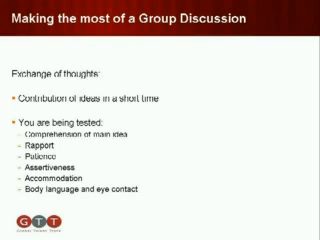 Making the most of a Group Discussion
Exchange of thoughts:
Contribution of ideas in a short time
You are being tested:
Comprehension of main idea
Rapport
Patience
Assertiveness
Accommodation
Body language and eye contact
GTT